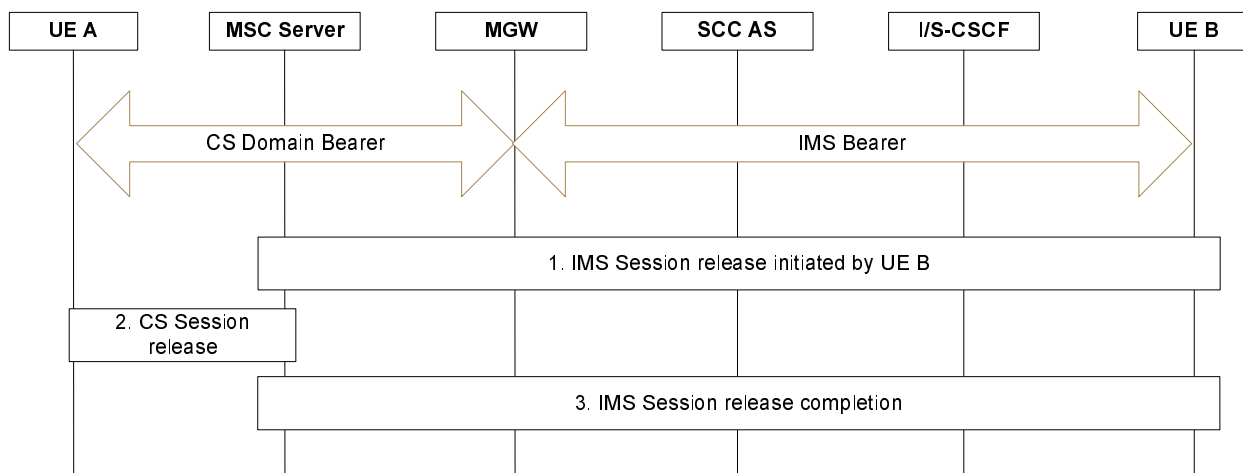 UE A
MSC Server
MGW
SCC AS
I/S-CSCF
UE B
CS Domain Bearer
IMS Bearer
1. IMS Session release initiated by UE B
2. CS Session
release
3. IMS Session release completion